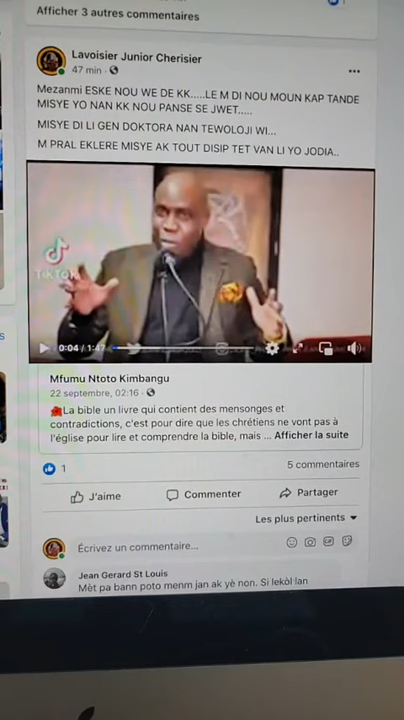 Afficher 3 autres commentaires
Lavoisier Junior Cherisier
47 min ·
Mezanmi ESKE NOU WE DE KK.....LE M DI NOU MOUN KAP TANDE
MISYE YO NAN KK NOU PANSE SE JWET.....
MISYE DI LI GEN DOKTORA NAN TEWOLOJI WI...
M PRAL EKLERE MISYE AK TOUT DISIP TET VAN LI YO JODIA..
TikTok
0:04 / 1:47
Mfumu Ntoto Kimbangu
22 septembre, 02:16 ·
La bible un livre qui contient des mensonges et
contradictions, c'est pour dire que les chrétiens ne vont pas à
l'église pour lire et comprendre la bible, mais ... Afficher la suite
1
5 commentaires
J'aime
Commenter
Partager
Les plus pertinents
Écrivez un commentaire...
GIF
Jean Gerard St Louis
Mèt pa bann poto menm jan ak yè non. Si lekòl lan